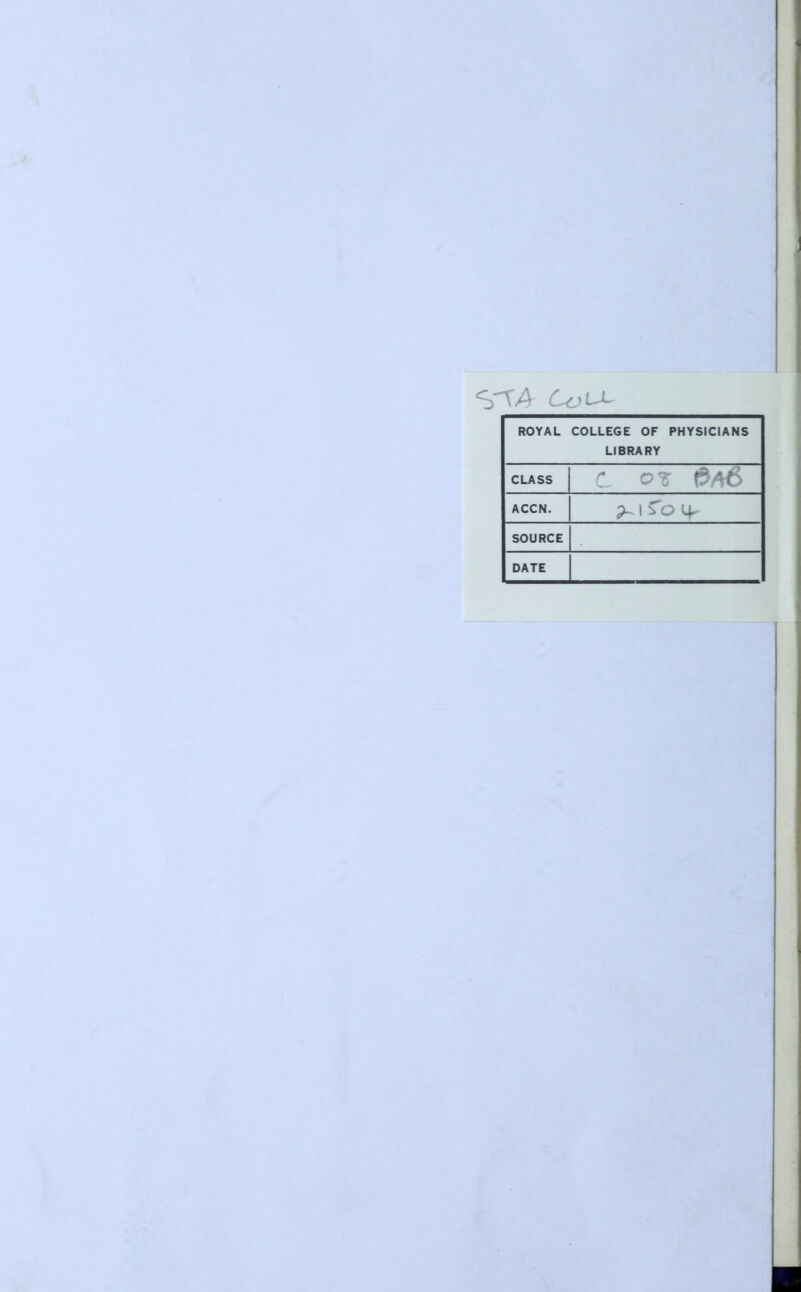 STA COLL
ROYAL COLLEGE OF PHYSICIANS
LIBRARY
CLASS C 08 BAB
ACCN. 21504
SOURCE
DATE